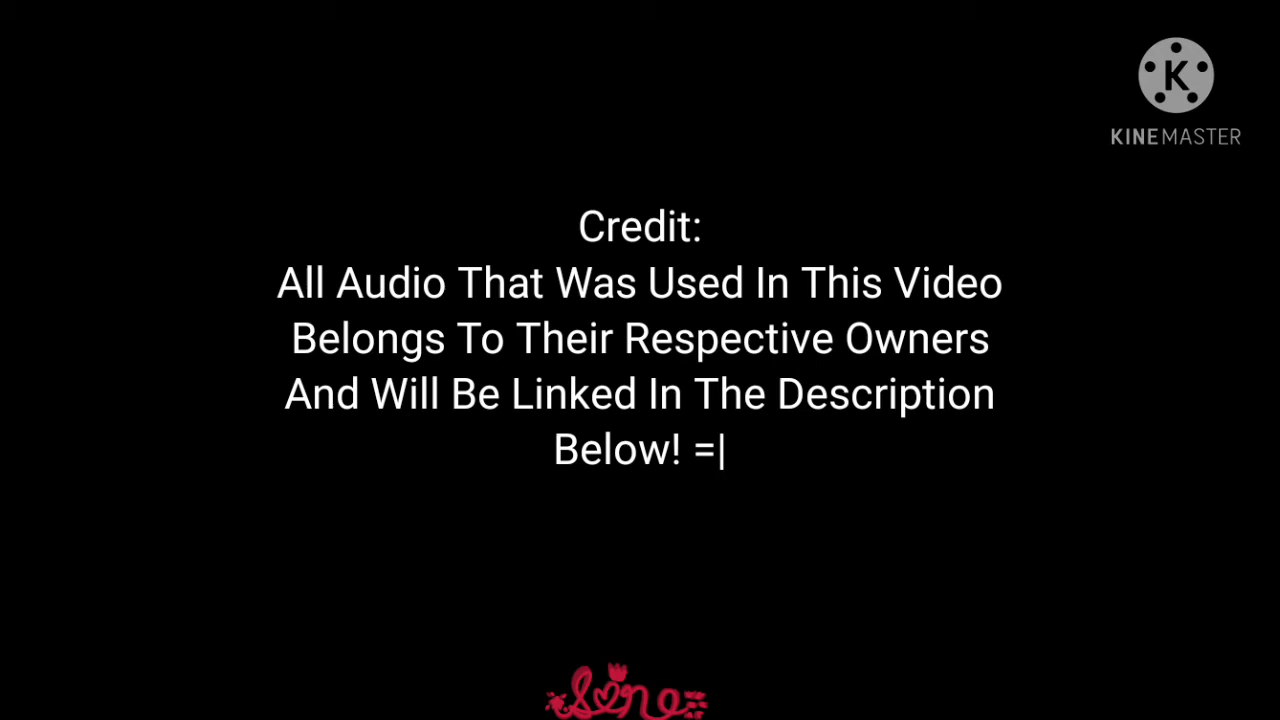 KINEMASTER
Credit:
All Audio That Was Used In This Video
Belongs To Their Respective Owners
And Will Be Linked In The Description
Below! =|